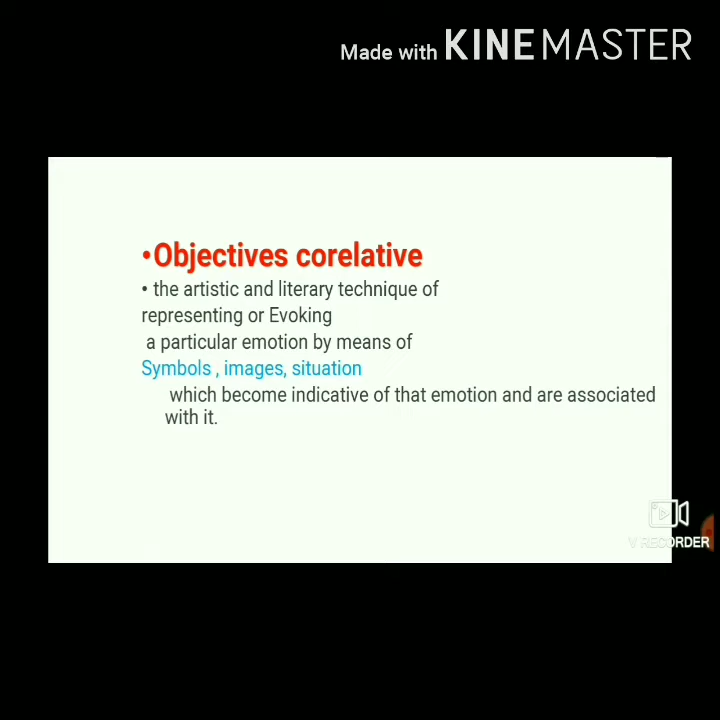 Made with KINEMASTER
•Objectives corelative
• the artistic and literary technique of
representing or Evoking
a particular emotion by means of
Symbols , images, situation
which become indicative of that emotion and are associated
with it.
V RECORDER